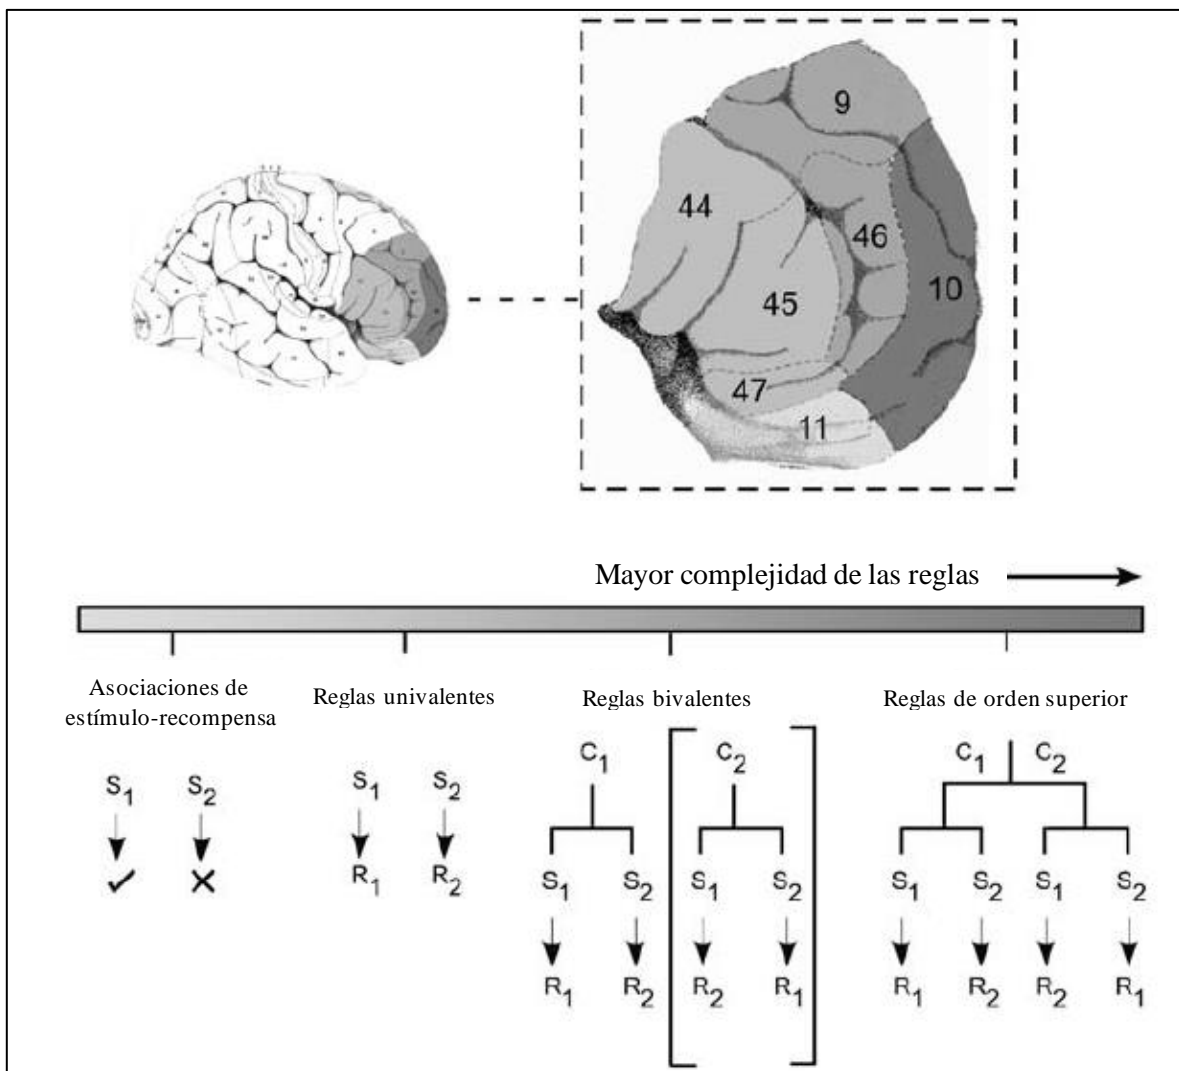 9
44
46
45
10
47
11
Mayor complejidad de las reglas
Asociaciones de
estímulo-recompensa
Reglas univalentes
Reglas bivalentes
Reglas de orden superior
S1 S2
S1 S2
R1 R2
C1 C2
S1 S2 S1 S2
R1 R2 R2 R1
C1 C2
S1 S2 S1 S2
R1 R2 R2 R1